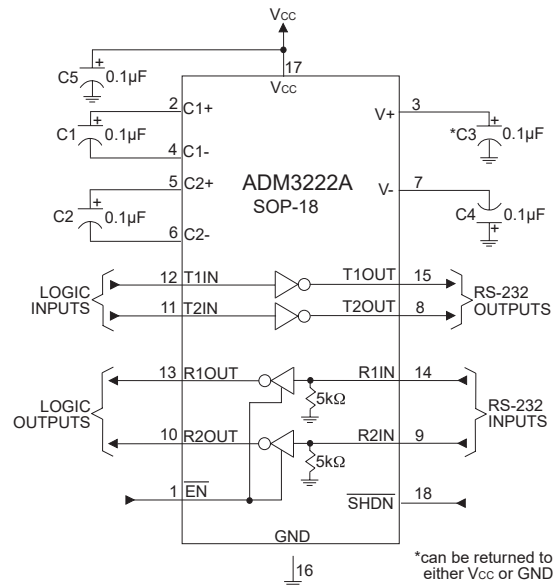 Vcc
C5
+
0.1µF
17
Vcc
2
C1+
V+
3
C1
+
0.1µF
*C3
+
0.1µF
4
C1-
5
C2+
ADM3222A
V-
7
C2
+
0.1µF
SOP-18
C4
+
0.1µF
6
C2-
LOGIC
INPUTS
12
T1IN
T1OUT
15
11
T2IN
T2OUT
8
RS-232
OUTPUTS
LOGIC
OUTPUTS
13
R1OUT
R1IN
14
5kΩ
10
R2OUT
R2IN
9
5kΩ
RS-232
INPUTS
1
EN
SHDN
18
GND
16
*can be returned to
either Vcc or GND